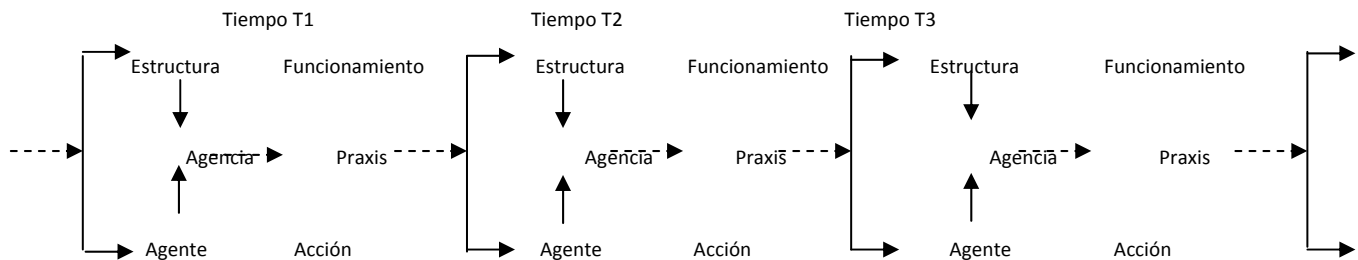 Tiempo T1 Tiempo T2 Tiempo T3
Estructura Funcionamiento Estructura Funcionamiento Estructura Funcionamiento
Agencia Praxis Agencia Praxis Agencia Praxis
Agente Acción Agente Acción Agente Acción